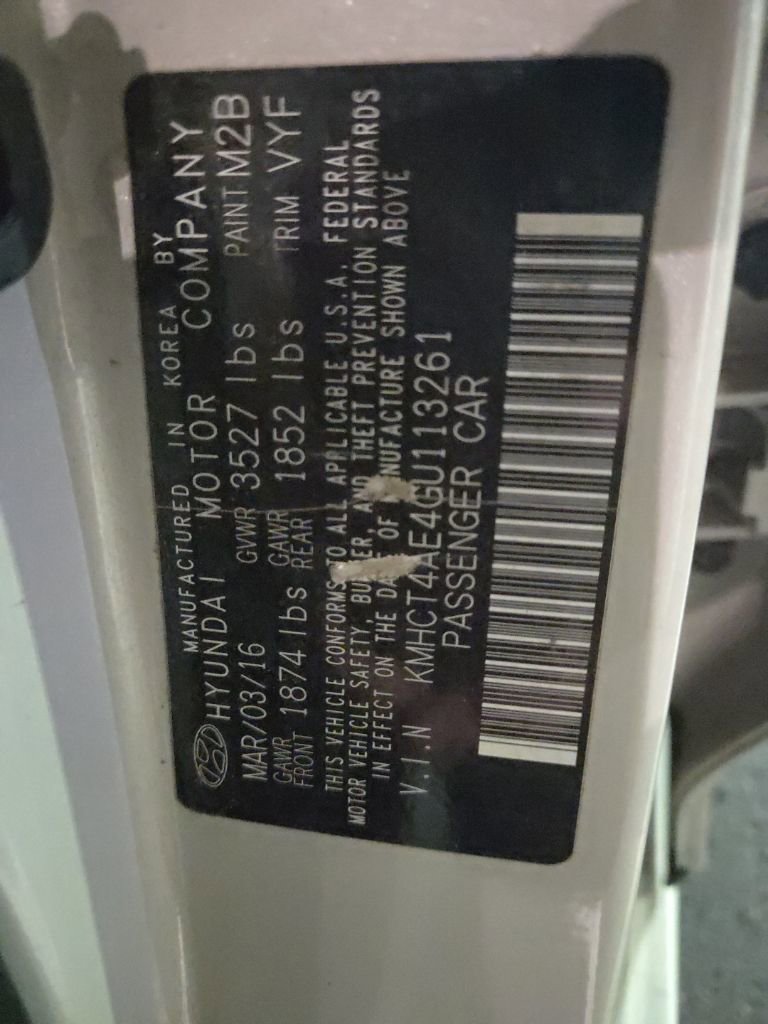 MANUFACTURED IN KOREA BY
HYUNDAI MOTOR COMPANY
MAR/03/16 GVWR 3527 lbs PAINT M2B
GAWR FRONT 1874 lbs GAWR REAR 1852 lbs TRIM VYF
THIS VEHICLE CONFORMS TO ALL APPLICABLE U.S.A. FEDERAL
MOTOR VEHICLE SAFETY, BUMPER, AND THEFT PREVENTION STANDARDS
IN EFFECT ON THE DATE OF MANUFACTURE SHOWN ABOVE
V.I.N KMHCT4AE4GU113261
PASSENGER CAR